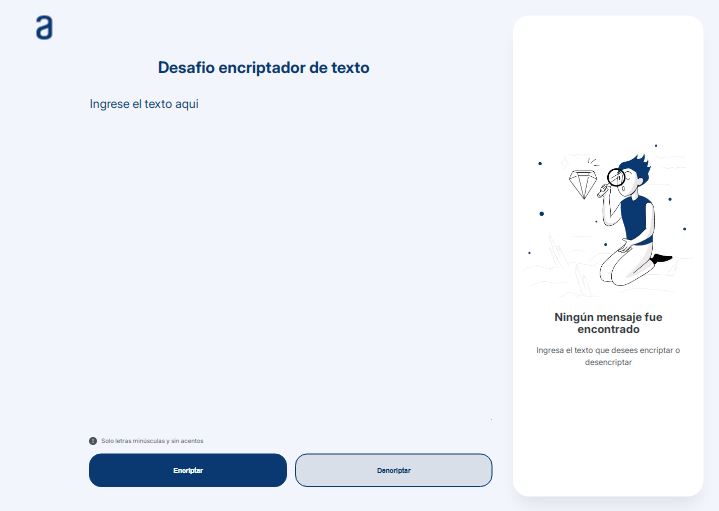 a
Desafio encriptador de texto
Ingrese el texto aqui
Ningún mensaje fue
encontrado
Ingresa el texto que desees encriptar o
desencriptar
Solo letras minúsculas y sin acentos
Encriptar
Dencriptar